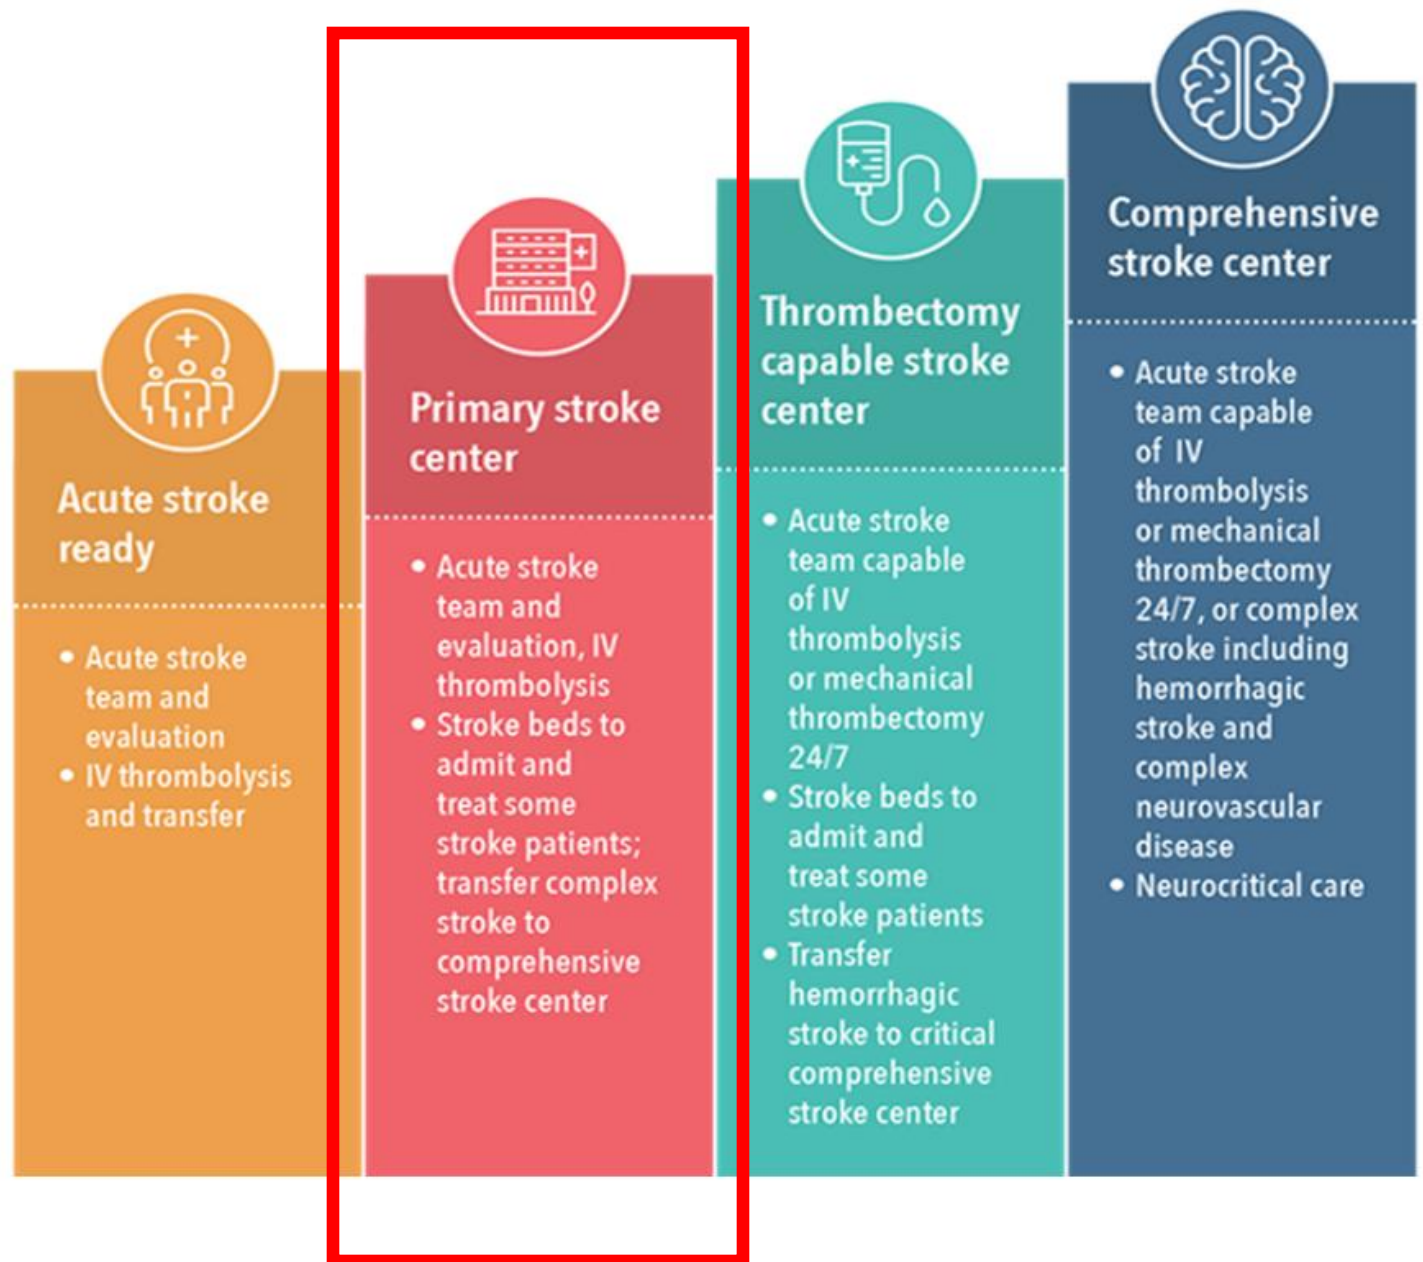 Acute stroke
ready
• Acute stroke
team and
evaluation
• IV thrombolysis
and transfer
Primary stroke
center
• Acute stroke
team and
evaluation, IV
thrombolysis
• Stroke beds to
admit and
treat some
stroke patients;
transfer complex
stroke to
comprehensive
stroke center
Thrombectomy
capable stroke
center
• Acute stroke
team capable
of IV
thrombolysis
or mechanical
thrombectomy
24/7
• Stroke beds to
admit and
treat some
stroke patients
• Transfer
hemorrhagic
stroke to critical
comprehensive
stroke center
Comprehensive
stroke center
• Acute stroke
team capable
of IV
thrombolysis
or mechanical
thrombectomy
24/7, or complex
stroke including
hemorrhagic
stroke and
complex
neurovascular
disease
• Neurocritical care